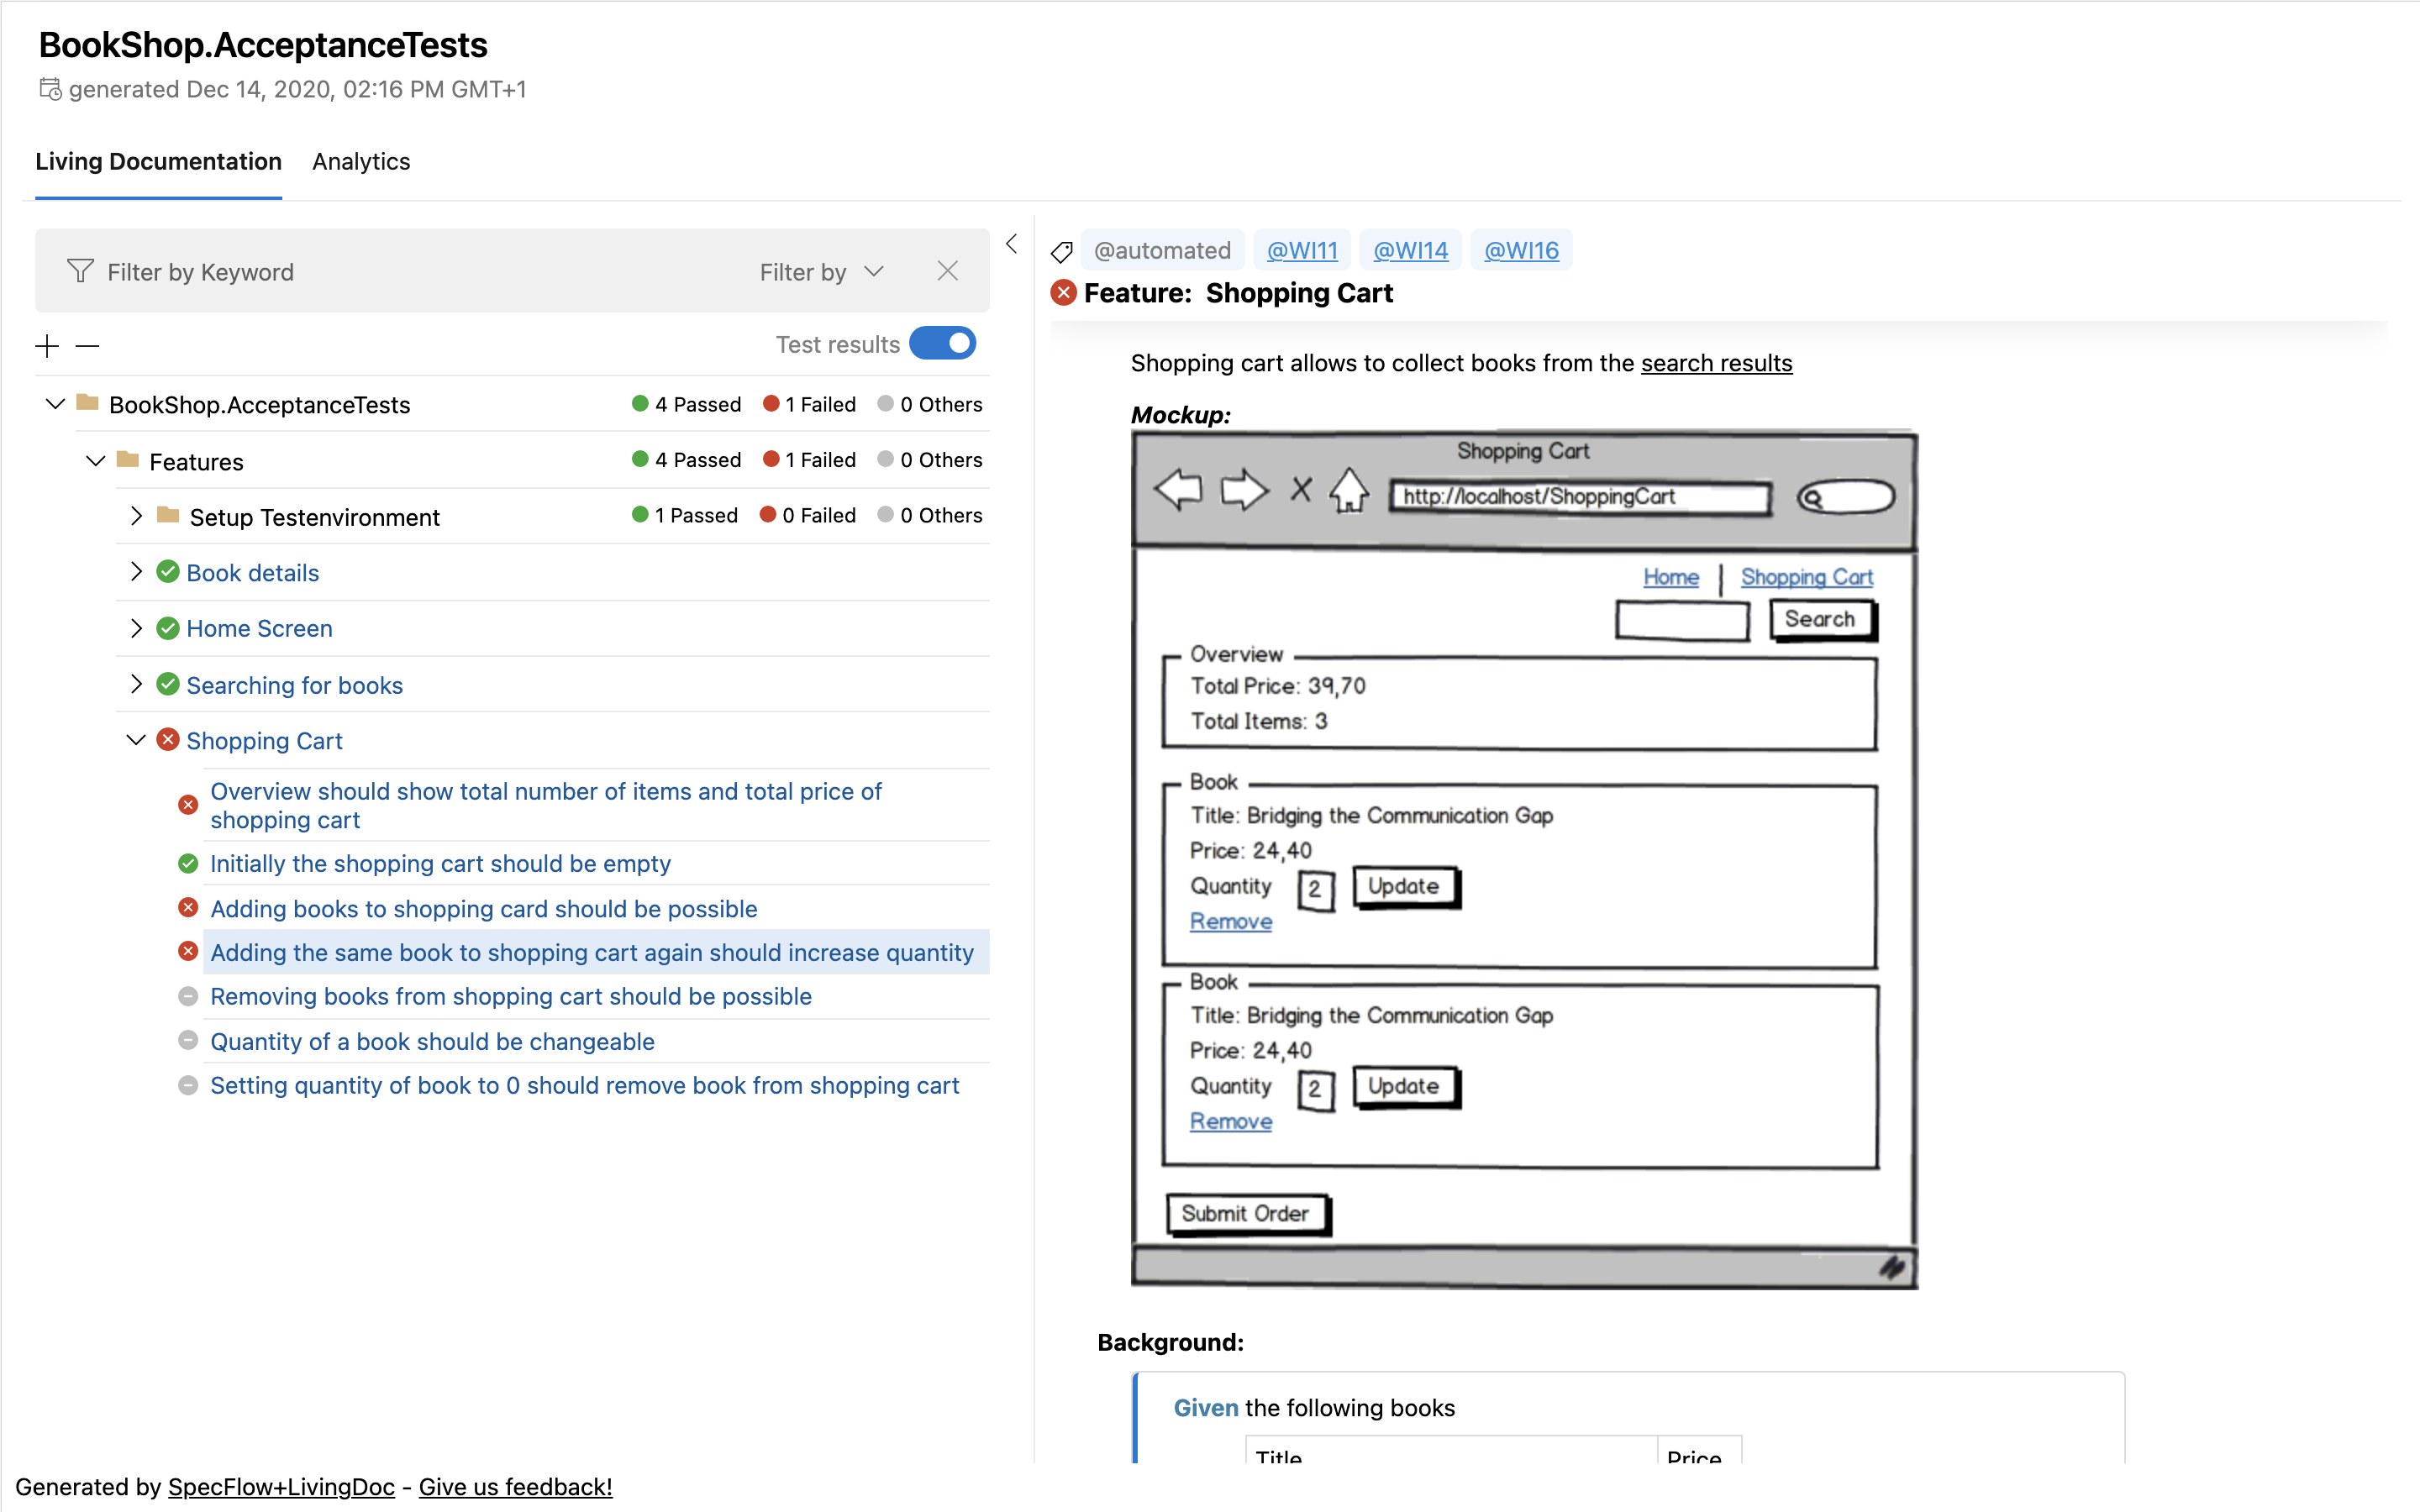 BookShop.AcceptanceTests
generated Dec 14, 2020, 02:16 PM GMT+1
Living Documentation Analytics
Filter by Keyword Filter by
Test results
BookShop.AcceptanceTests 4 Passed 1 Failed 0 Others
Features 4 Passed 1 Failed 0 Others
Setup Testenvironment 1 Passed 0 Failed 0 Others
Book details
Home Screen
Searching for books
Shopping Cart
Overview should show total number of items and total price of
shopping cart
Initially the shopping cart should be empty
Adding books to shopping card should be possible
Adding the same book to shopping cart again should increase quantity
Removing books from shopping cart should be possible
Quantity of a book should be changeable
Setting quantity of book to 0 should remove book from shopping cart
@automated @WI11 @WI14 @WI16
Feature: Shopping Cart
Shopping cart allows to collect books from the search results
Mockup:
Shopping Cart
X http://localhost/ShoppingCart
Home | Shopping Cart
Search
Overview
Total Price: 39,70
Total Items: 3
Book
Title: Bridging the Communication Gap
Price: 24,40
Quantity 2 Update
Remove
Book
Title: Bridging the Communication Gap
Price: 24,40
Quantity 2 Update
Remove
Submit Order
Background:
Given the following books
Title Price
Generated by SpecFlow+LivingDoc - Give us feedback!